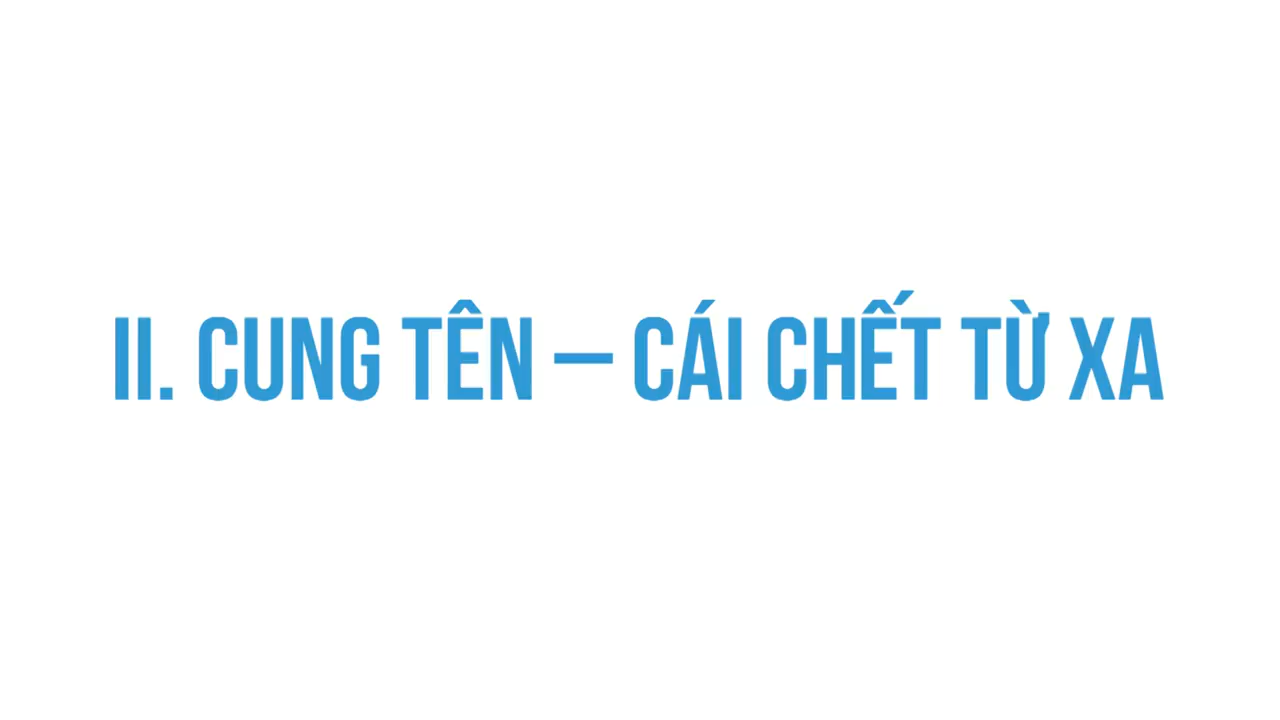 II. CUNG TÊN – CÁI CHẾT TỪ XA